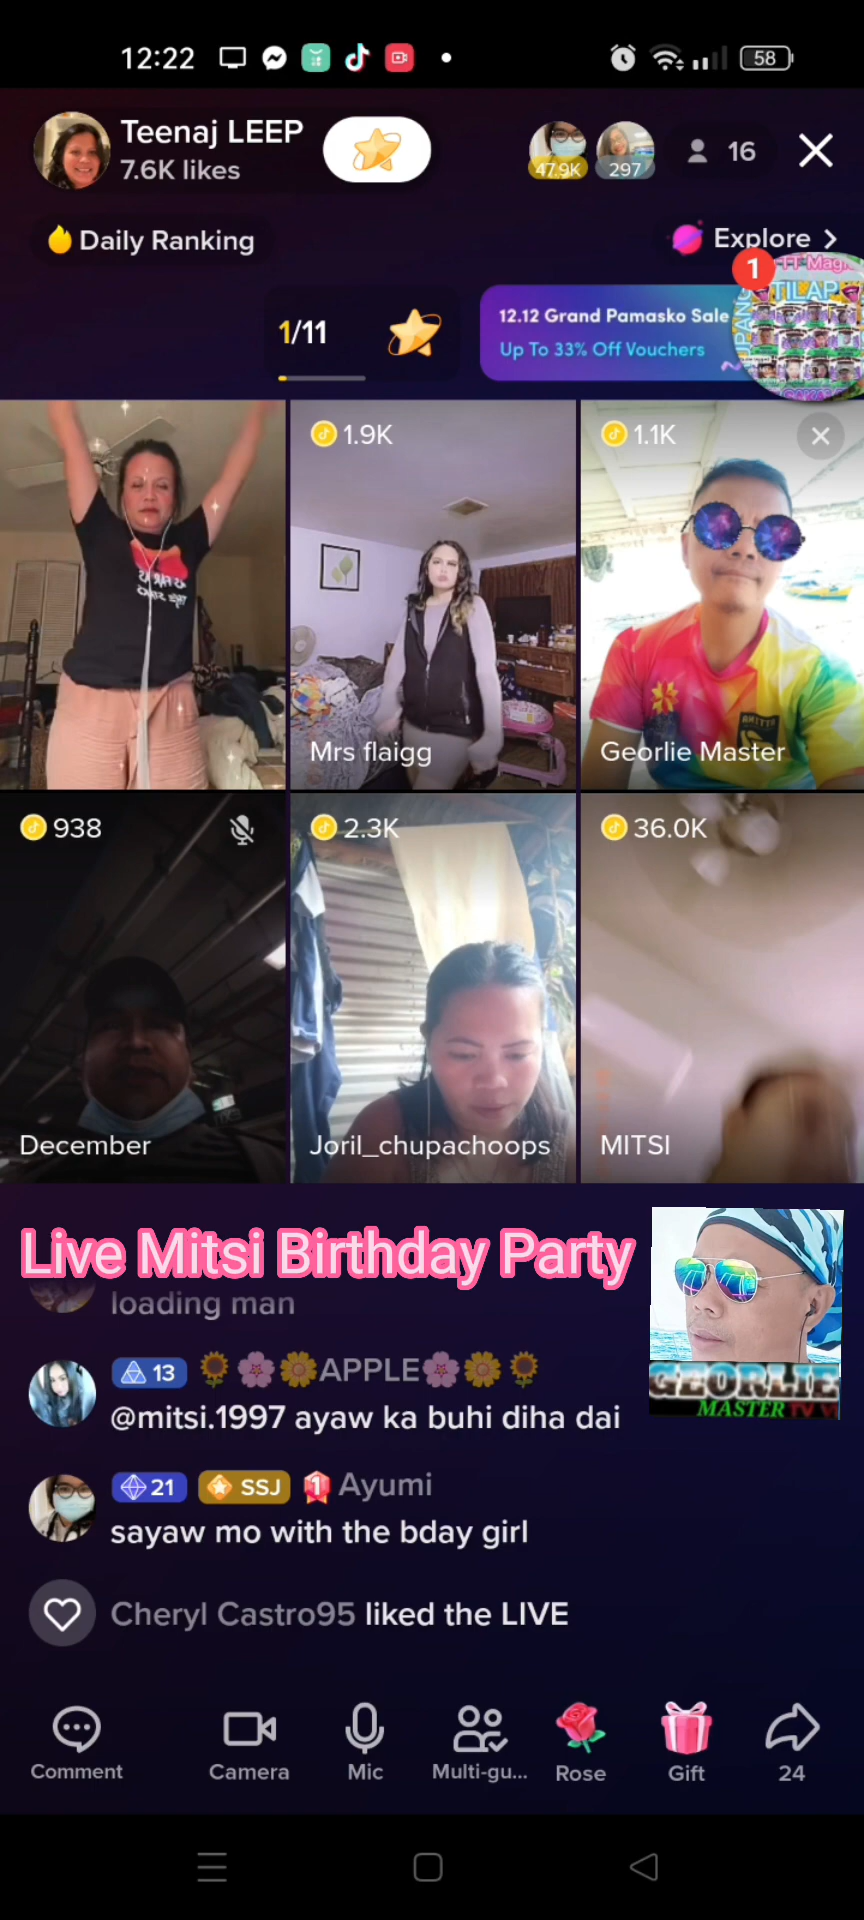 12:22
58
Teenaj LEEP
7.6K likes
47.9K
297
16
Daily Ranking
Explore
1
1/11
12.12 Grand Pamasko Sale
Up To 33% Off Vouchers
TILAP
1.9K
1.1K
Mrs flaigg
Georlie Master
938
2.3K
36.0K
December
Joril_chupachoops
MITSI
Live Mitsi Birthday Party
loading man
GEORLIE
MASTER TV
13 APPLE
@mitsi.1997 ayaw ka buhi diha dai
21 SSJ 1 Ayumi
sayaw mo with the bday girl
Cheryl Castro95 liked the LIVE
Comment
Camera
Mic
Multi-gu...
Rose
Gift
24